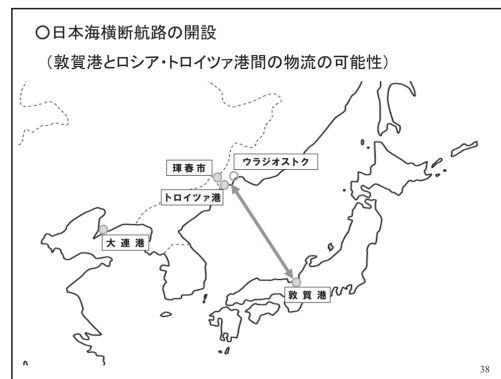 〇日本海横断航路の開設
（敦賀港とロシア・トロイツァ港間の物流の可能性）
琿春市
ウラジオストク
トロイツァ港
大連港
敦賀港
38